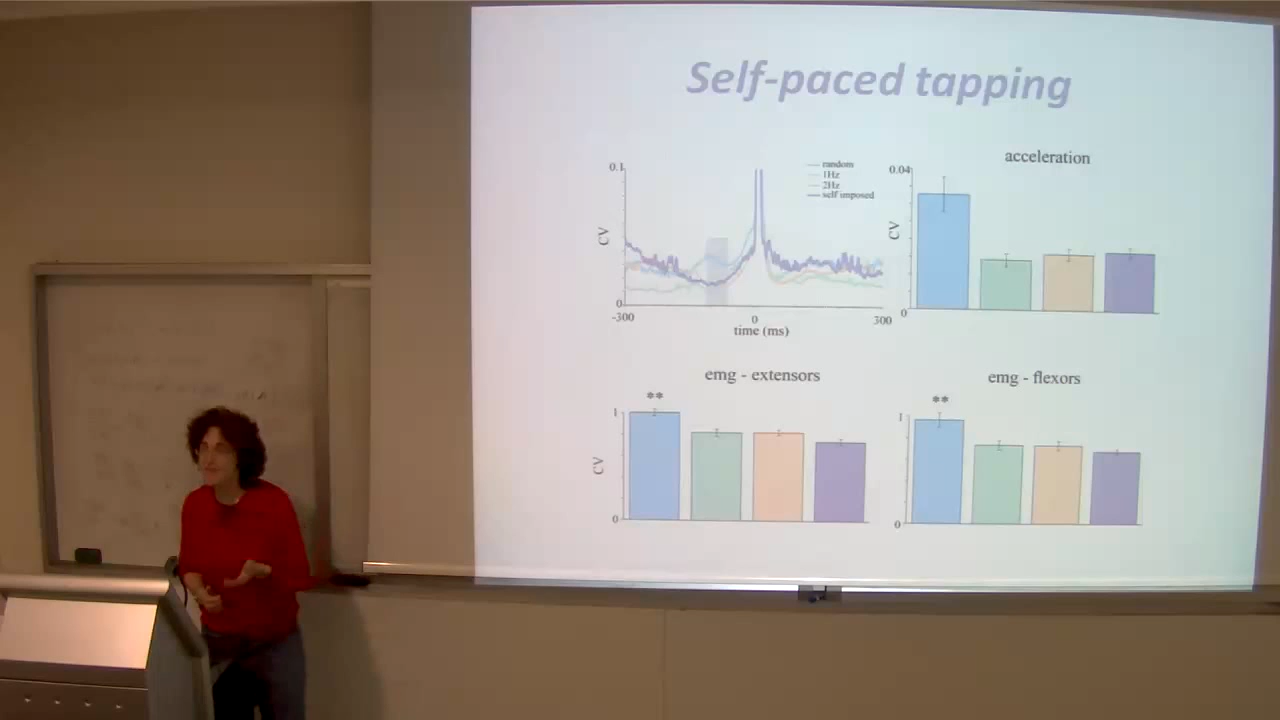 Self-paced tapping
0.1
CV
0
-300
0
300
time (ms)
random
1Hz
2Hz
self imposed
acceleration
0.04
CV
0
emg - extensors
**
1
CV
0
emg - flexors
**
1
0